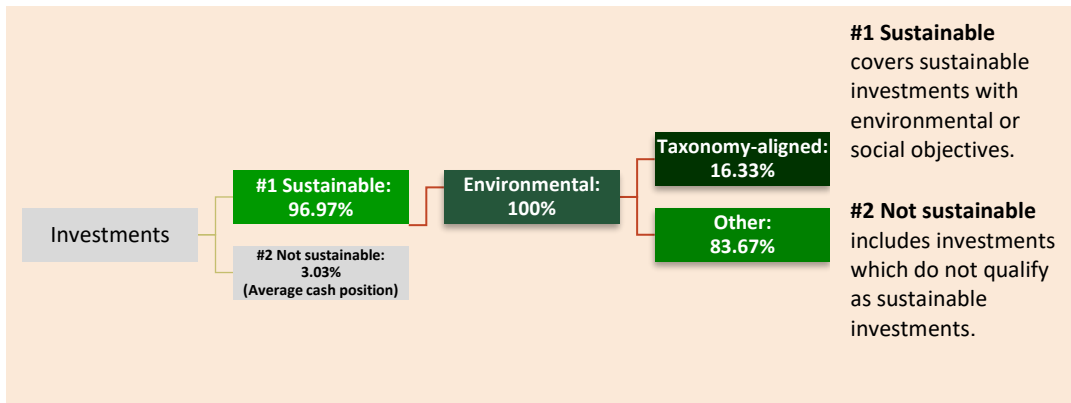 Investments
#1 Sustainable:
96.97%
#2 Not sustainable:
3.03%
(Average cash position)
Environmental:
100%
Taxonomy-aligned:
16.33%
Other:
83.67%
#1 Sustainable
covers sustainable
investments with
environmental or
social objectives.
#2 Not sustainable
includes investments
which do not qualify
as sustainable
investments.